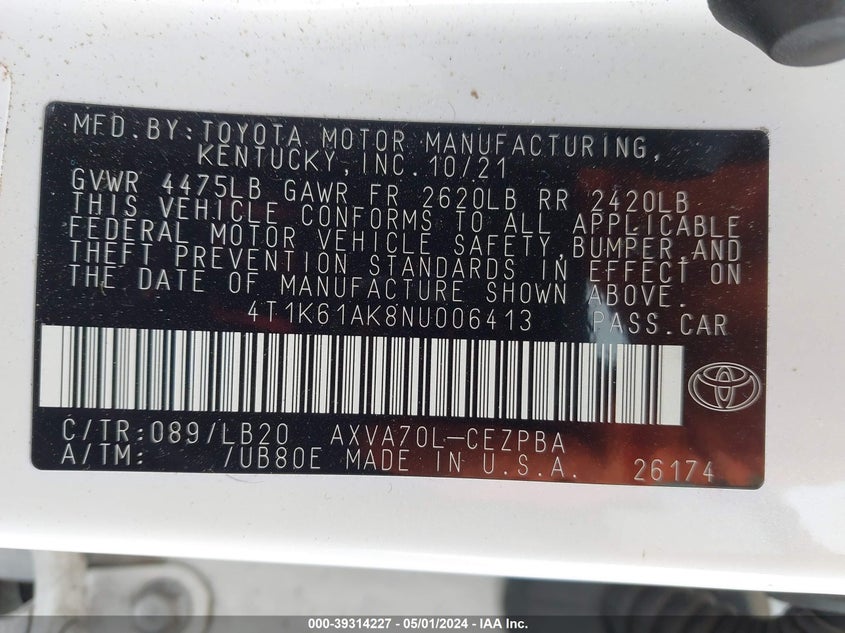 MFD. BY: TOYOTA MOTOR MANUFACTURING,
KENTUCKY, INC. 10/21
GVWR 4475LB GAWR FR 2620LB RR 2420LB
THIS VEHICLE CONFORMS TO ALL APPLICABLE
FEDERAL MOTOR VEHICLE SAFETY, BUMPER, AND
THEFT PREVENTION STANDARDS IN EFFECT ON
THE DATE OF MANUFACTURE SHOWN ABOVE.
4T1K61AK8NU006413 PASS. CAR
C/TR: 089/LB20 AXVA70L-CEZPBA
A/TM: /UB80E MADE IN U.S.A. 26174
000-39314227 - 05/01/2024 - IAA Inc.